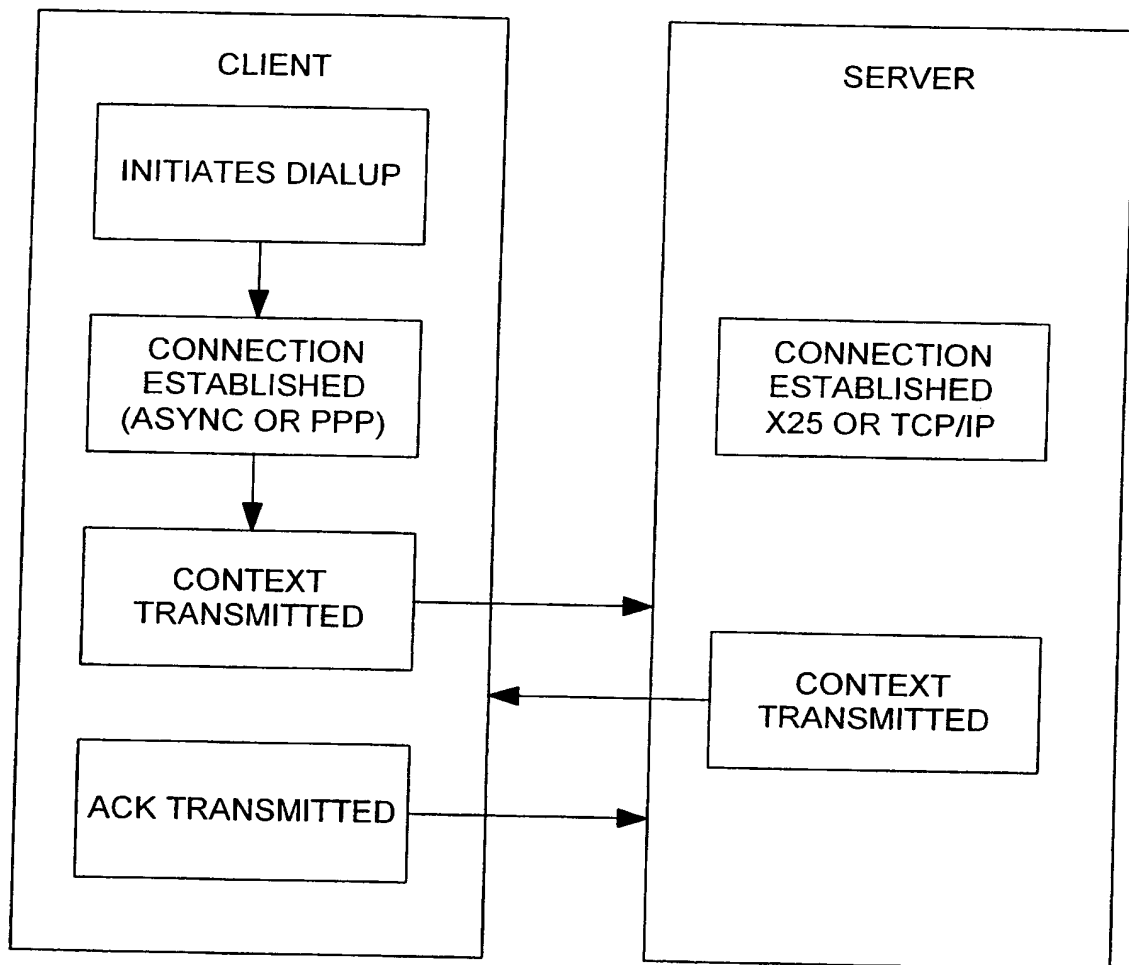 CLIENT
INITIATES DIALUP
CONNECTION
ESTABLISHED
(ASYNC OR PPP)
CONTEXT
TRANSMITTED
ACK TRANSMITTED
SERVER
CONNECTION
ESTABLISHED
X25 OR TCP/IP
CONTEXT
TRANSMITTED